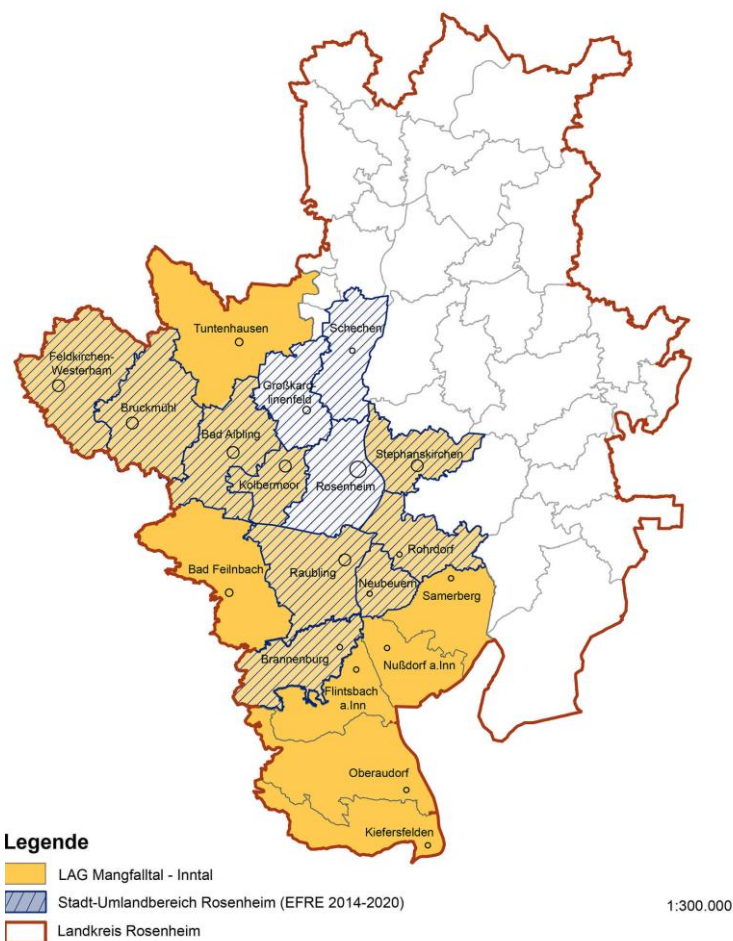 Schechen
Tuntenhausen
Feldkirchen-
Westerham
Großkaro-
linenfeld
Bruckmühl
Bad Aibling
Stephanskirchen
Kolbermoor
Rosenheim
Rohrdorf
Bad Feilnbach
Raubling
Neubeuern
Samerberg
Brannenburg
Nußdorf a.Inn
Flintsbach
a.Inn
Oberaudorf
Kiefersfelden
Legende
LAG Mangfalltal - Inntal
Stadt-Umlandbereich Rosenheim (EFRE 2014-2020)
1:300.000
Landkreis Rosenheim